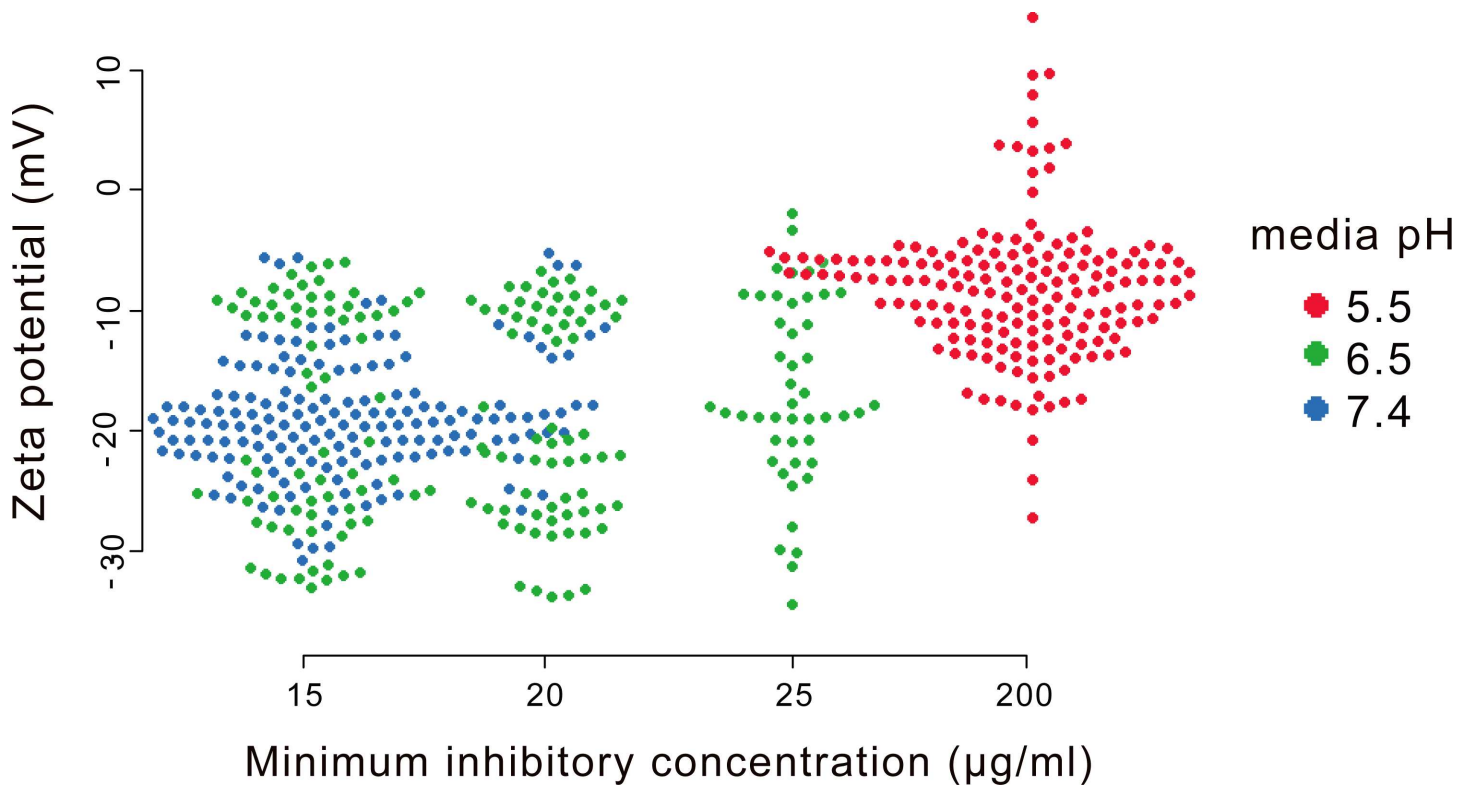 Zeta potential (mV)
10
0
-10
-20
-30
15 20 25 200
Minimum inhibitory concentration (μg/ml)
media pH
5.5
6.5
7.4